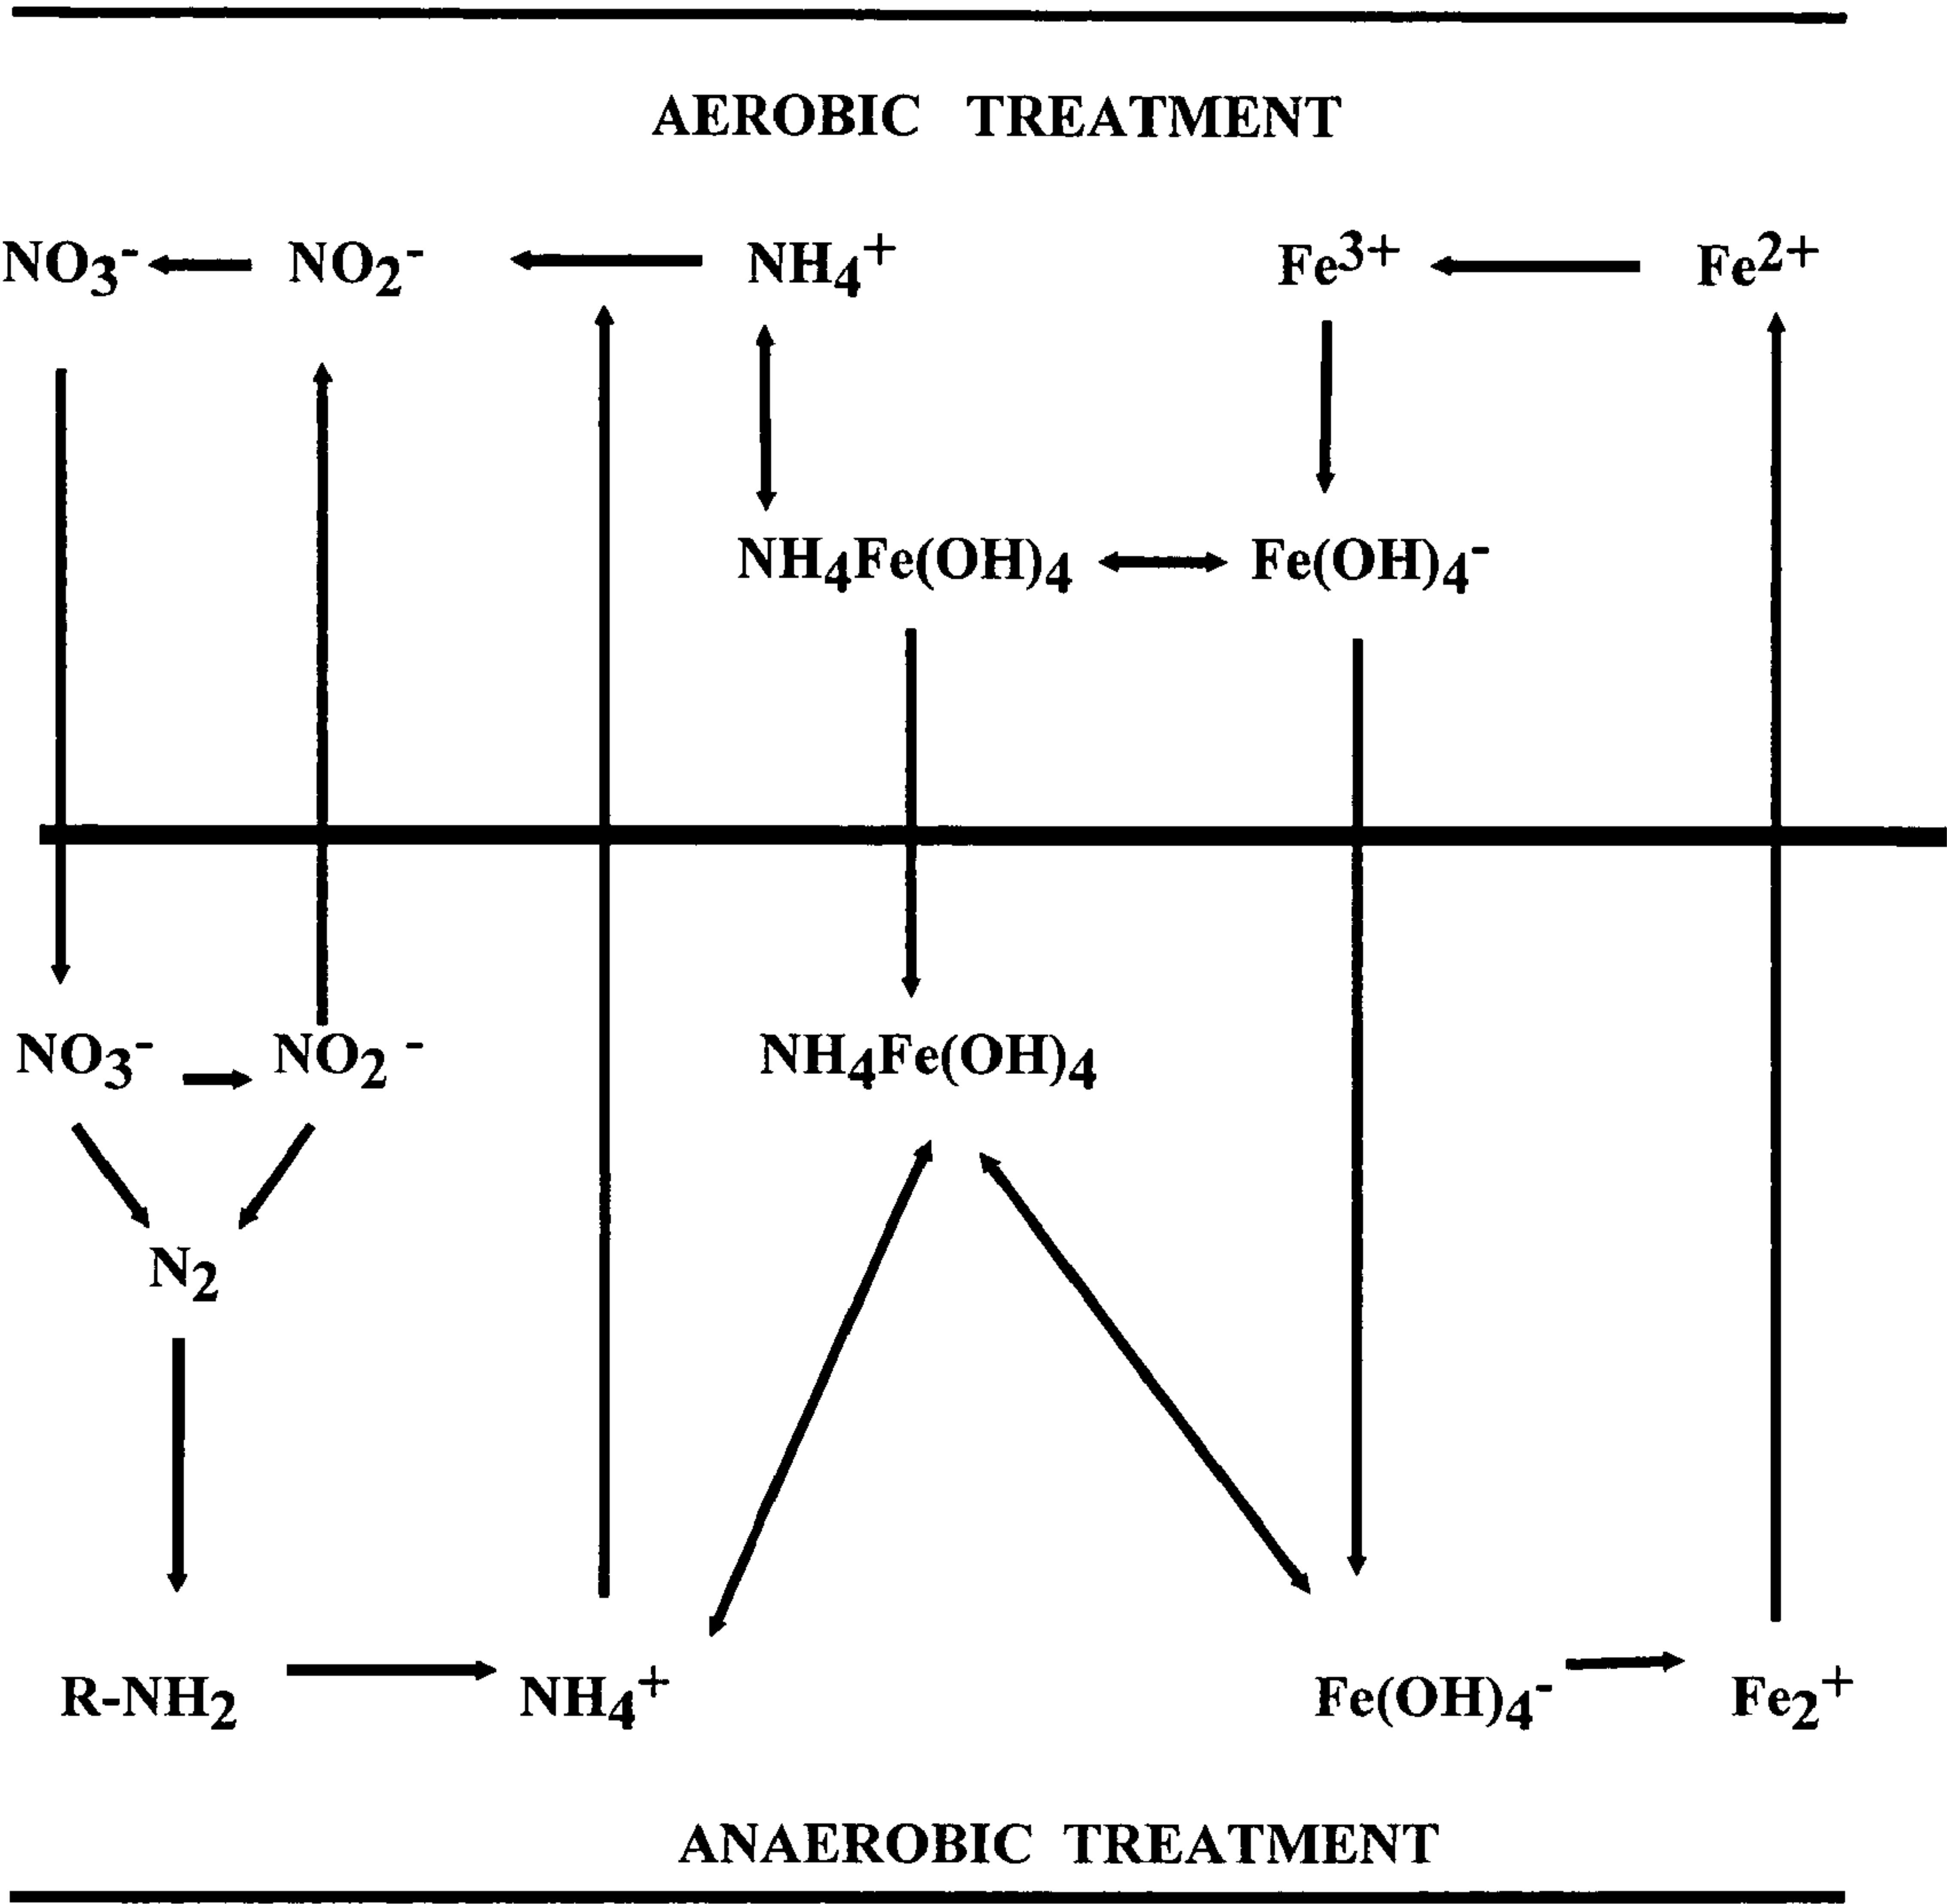 AEROBIC TREATMENT
NO3- NO2- NH4+ Fe3+ Fe2+
NH4Fe(OH)4 Fe(OH)4-
NO3- NO2 - NH4Fe(OH)4
N2
R-NH2 NH4+ Fe(OH)4- Fe2+
ANAEROBIC TREATMENT